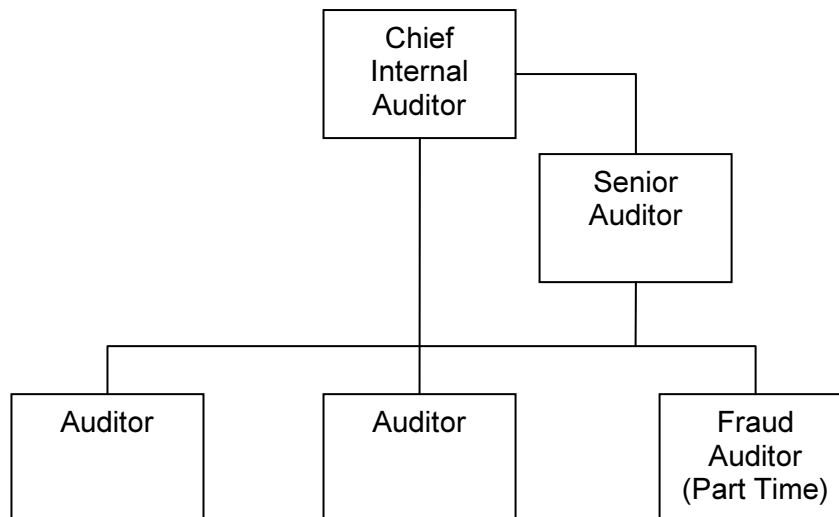 Chief
Internal
Auditor
Senior
Auditor
Auditor
Auditor
Fraud
Auditor
(Part Time)